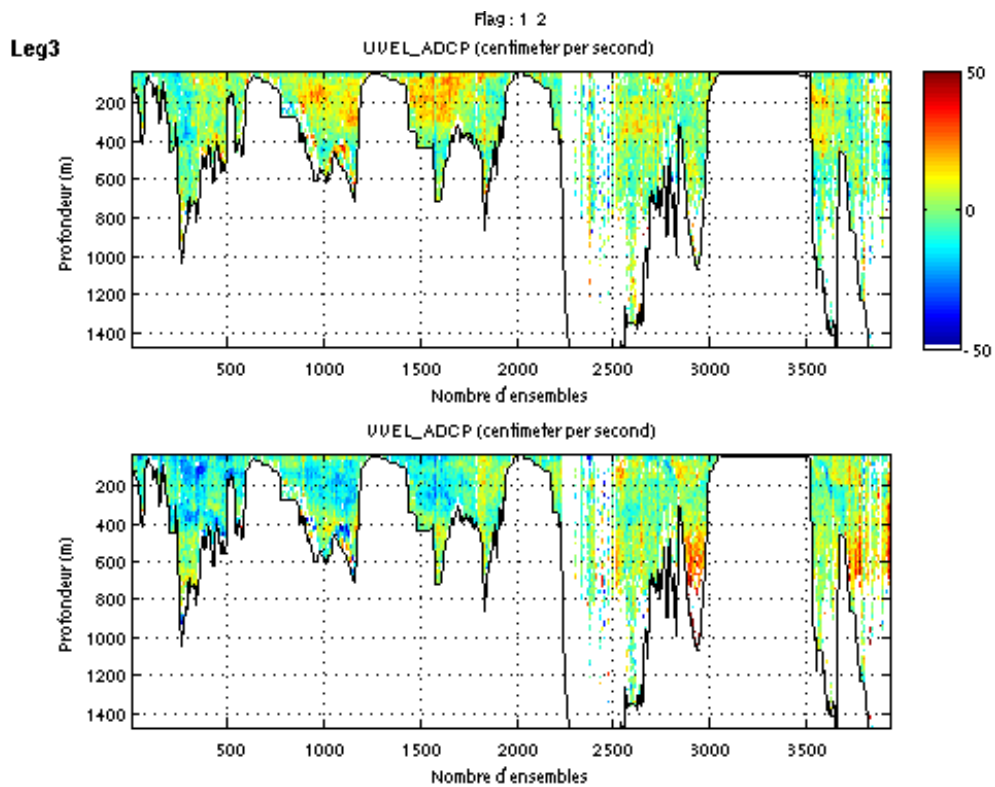 Flag : 1 2
Leg3
UVEL_ADCP (centimeter per second)
200
400
600
800
1000
1200
1400
Profondeur (m)
500 1000 1500 2000 2500 3000 3500
Nombre d'ensembles
50
0
-50
VVEL_ADCP (centimeter per second)
200
400
600
800
1000
1200
1400
Profondeur (m)
500 1000 1500 2000 2500 3000 3500
Nombre d'ensembles